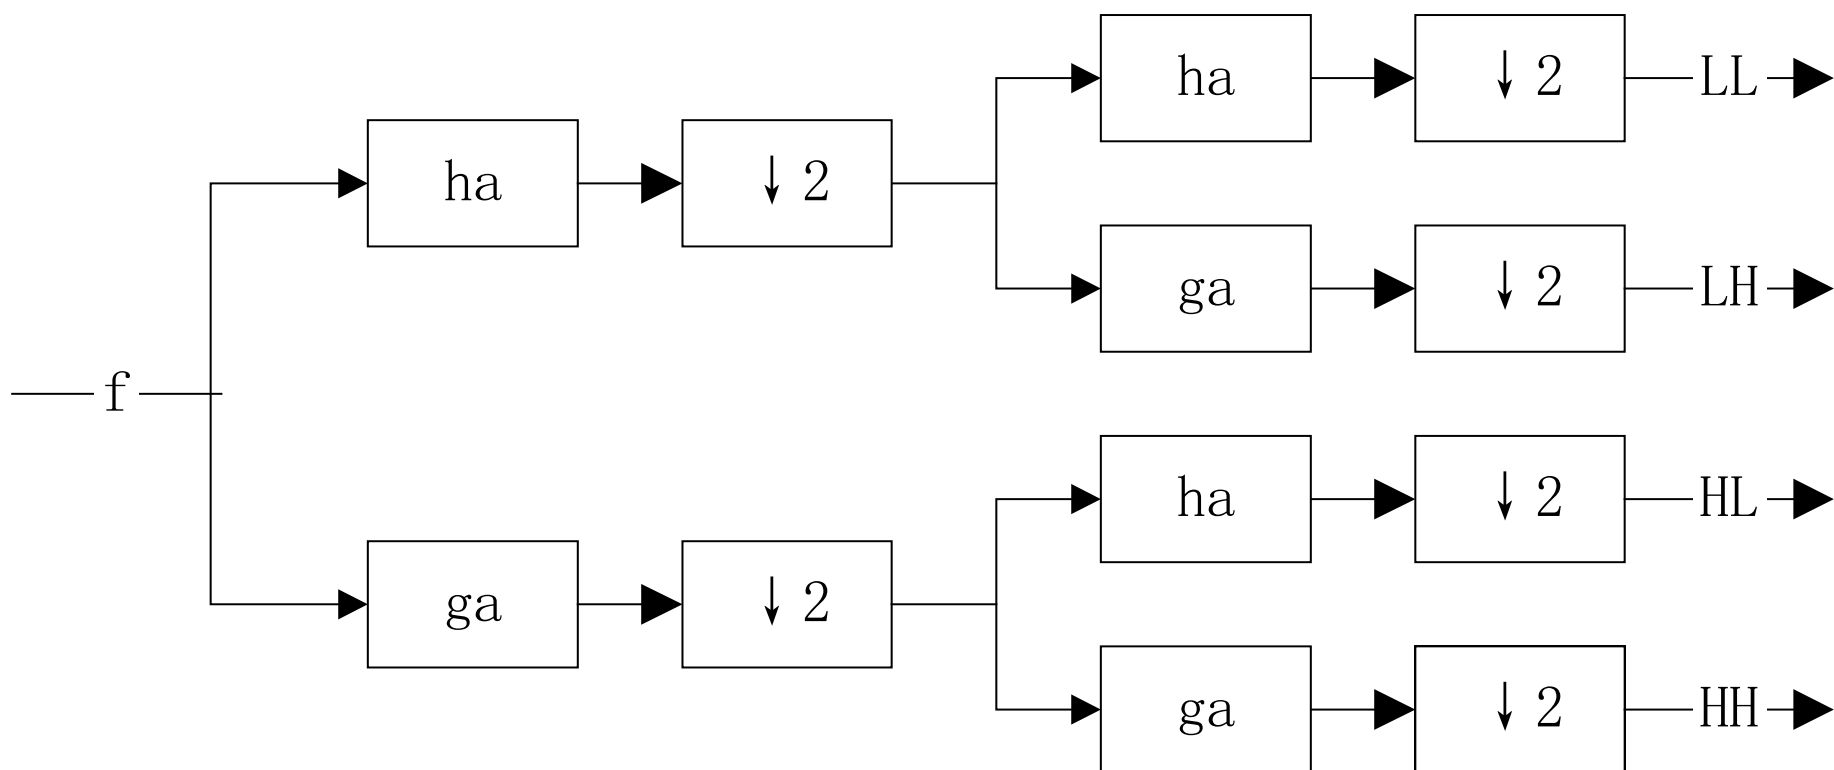 ha ↓ 2 LL
ha ↓ 2
ga ↓ 2 LH
f
ha ↓ 2 HL
ga ↓ 2
ga ↓ 2 HH